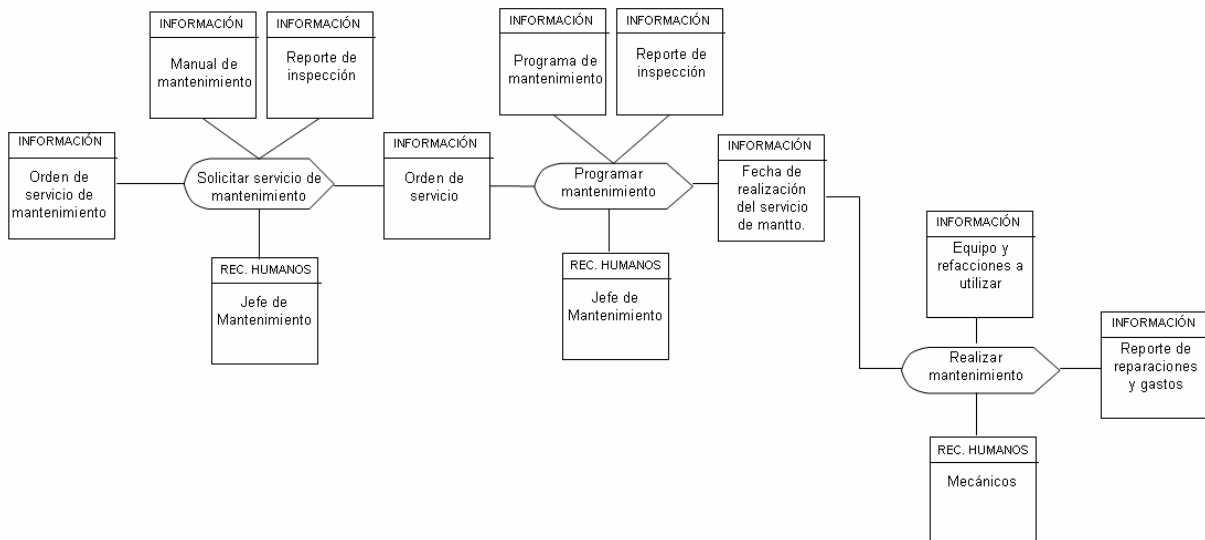 INFORMACIÓN
Manual de
mantenimiento
INFORMACIÓN
Reporte de
inspección
INFORMACIÓN
Programa de
mantenimiento
INFORMACIÓN
Reporte de
inspección
INFORMACIÓN
Orden de
servicio de
mantenimiento
Solicitar servicio de
mantenimiento
INFORMACIÓN
Orden de
servicio
Programar
mantenimiento
INFORMACIÓN
Fecha de
realización
del servicio
de mantto.
REC. HUMANOS
Jefe de
Mantenimiento
REC. HUMANOS
Jefe de
Mantenimiento
INFORMACIÓN
Equipo y
refacciones a
utilizar
Realizar
mantenimiento
INFORMACIÓN
Reporte de
reparaciones
y gastos
REC. HUMANOS
Mecánicos